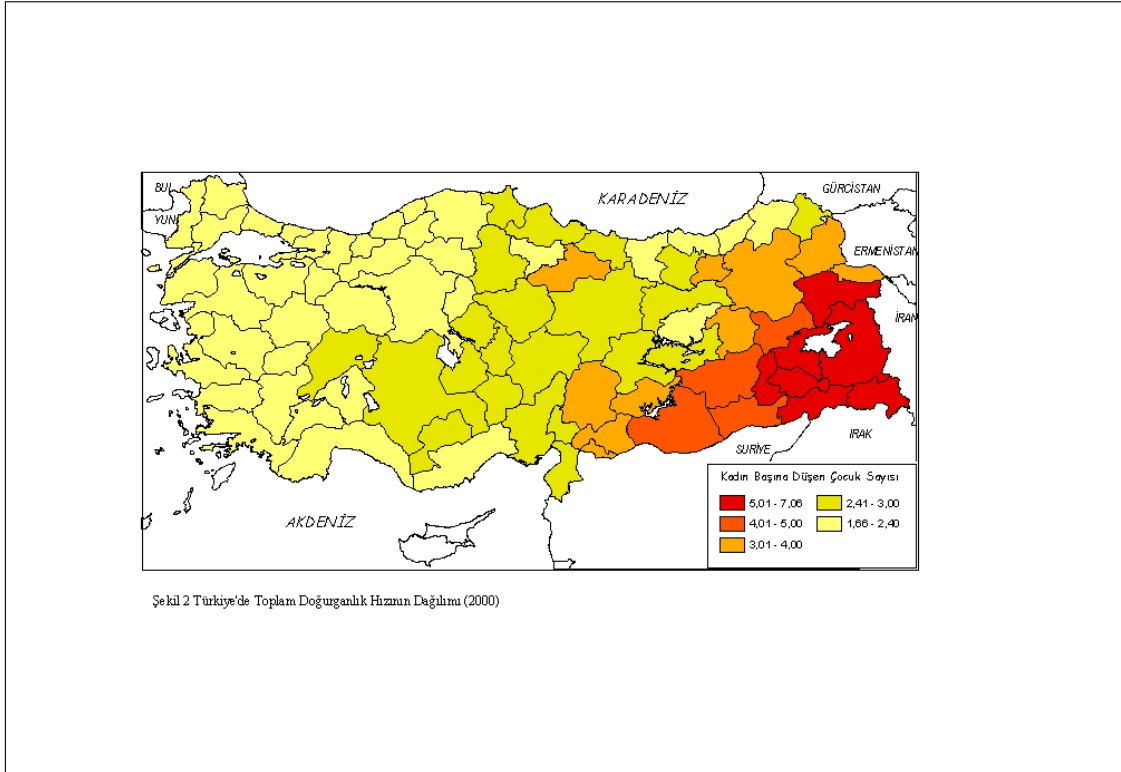 BUL
YUN
KARADENİZ
GÜRCİSTAN
ERMENİSTAN
İRAN
IRAK
SURİYE
AKDENİZ
Kadın Başına Düşen Çocuk Sayısı
5,01 - 7,06
2,41 - 3,00
4,01 - 5,00
1,66 - 2,40
3,01 - 4,00
Şekil 2 Türkiye'de Toplam Doğurganlık Hızının Dağılımı (2000)